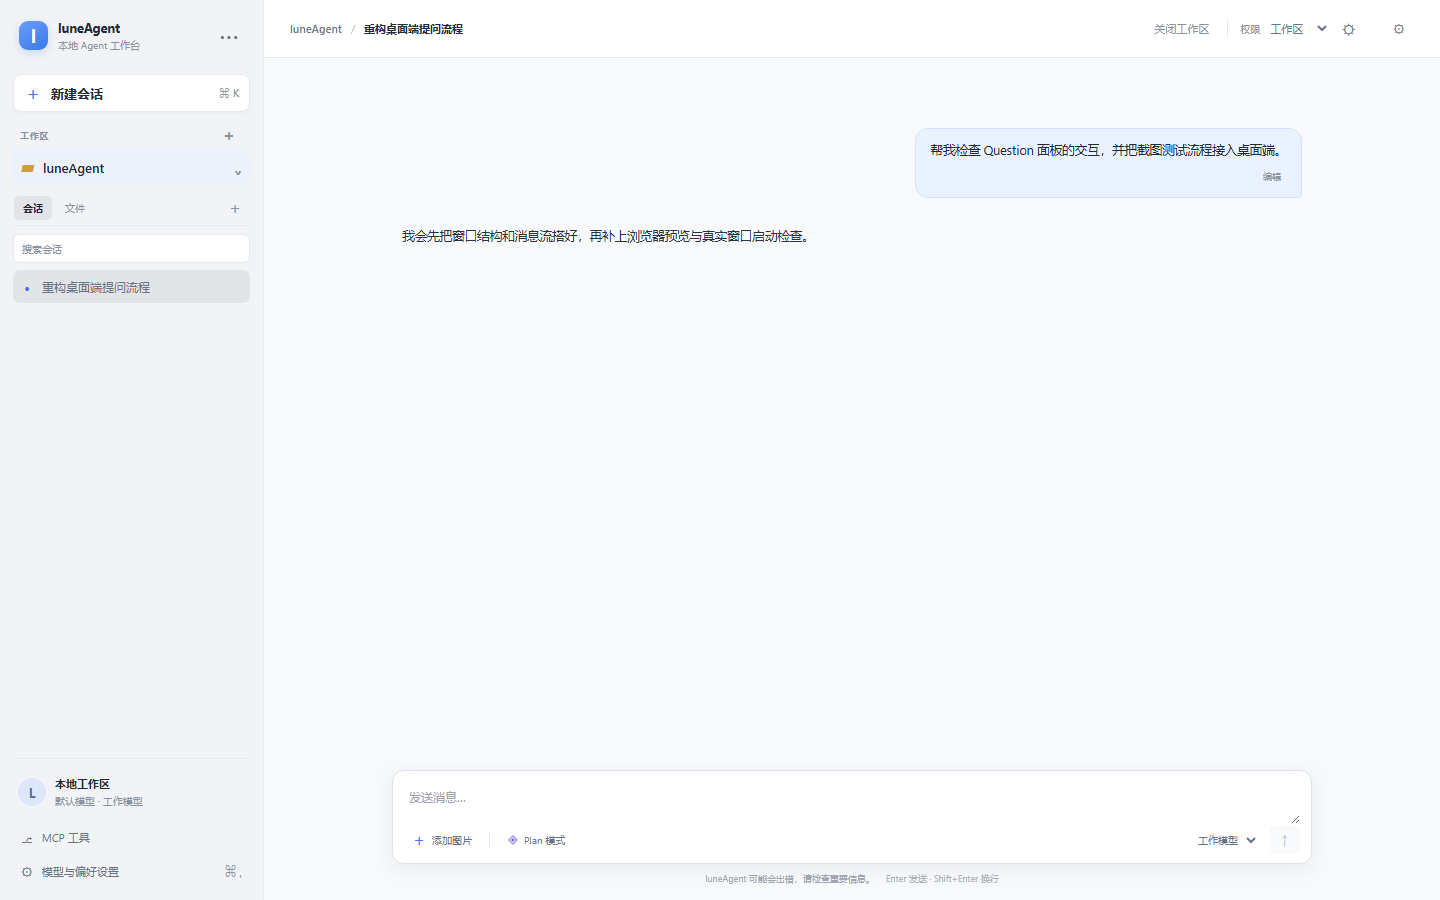 l
luneAgent
本地 Agent 工作台
+ 新建会话 ⌘ K
工作区 +
luneAgent
会话 文件 +
搜索会话
重构桌面端提问流程
L
本地工作区
默认模型 · 工作模型
MCP 工具
模型与偏好设置 ⌘ ,
luneAgent / 重构桌面端提问流程
关闭工作区 权限 工作区
帮我检查 Question 面板的交互，并把截图测试流程接入桌面端。
编辑
我会先把窗口结构和消息流搭好，再补上浏览器预览与真实窗口启动检查。
发送消息...
+ 添加图片 Plan 模式 工作模型 ↑
luneAgent 可能会出错，请检查重要信息。 Enter 发送 · Shift+Enter 换行